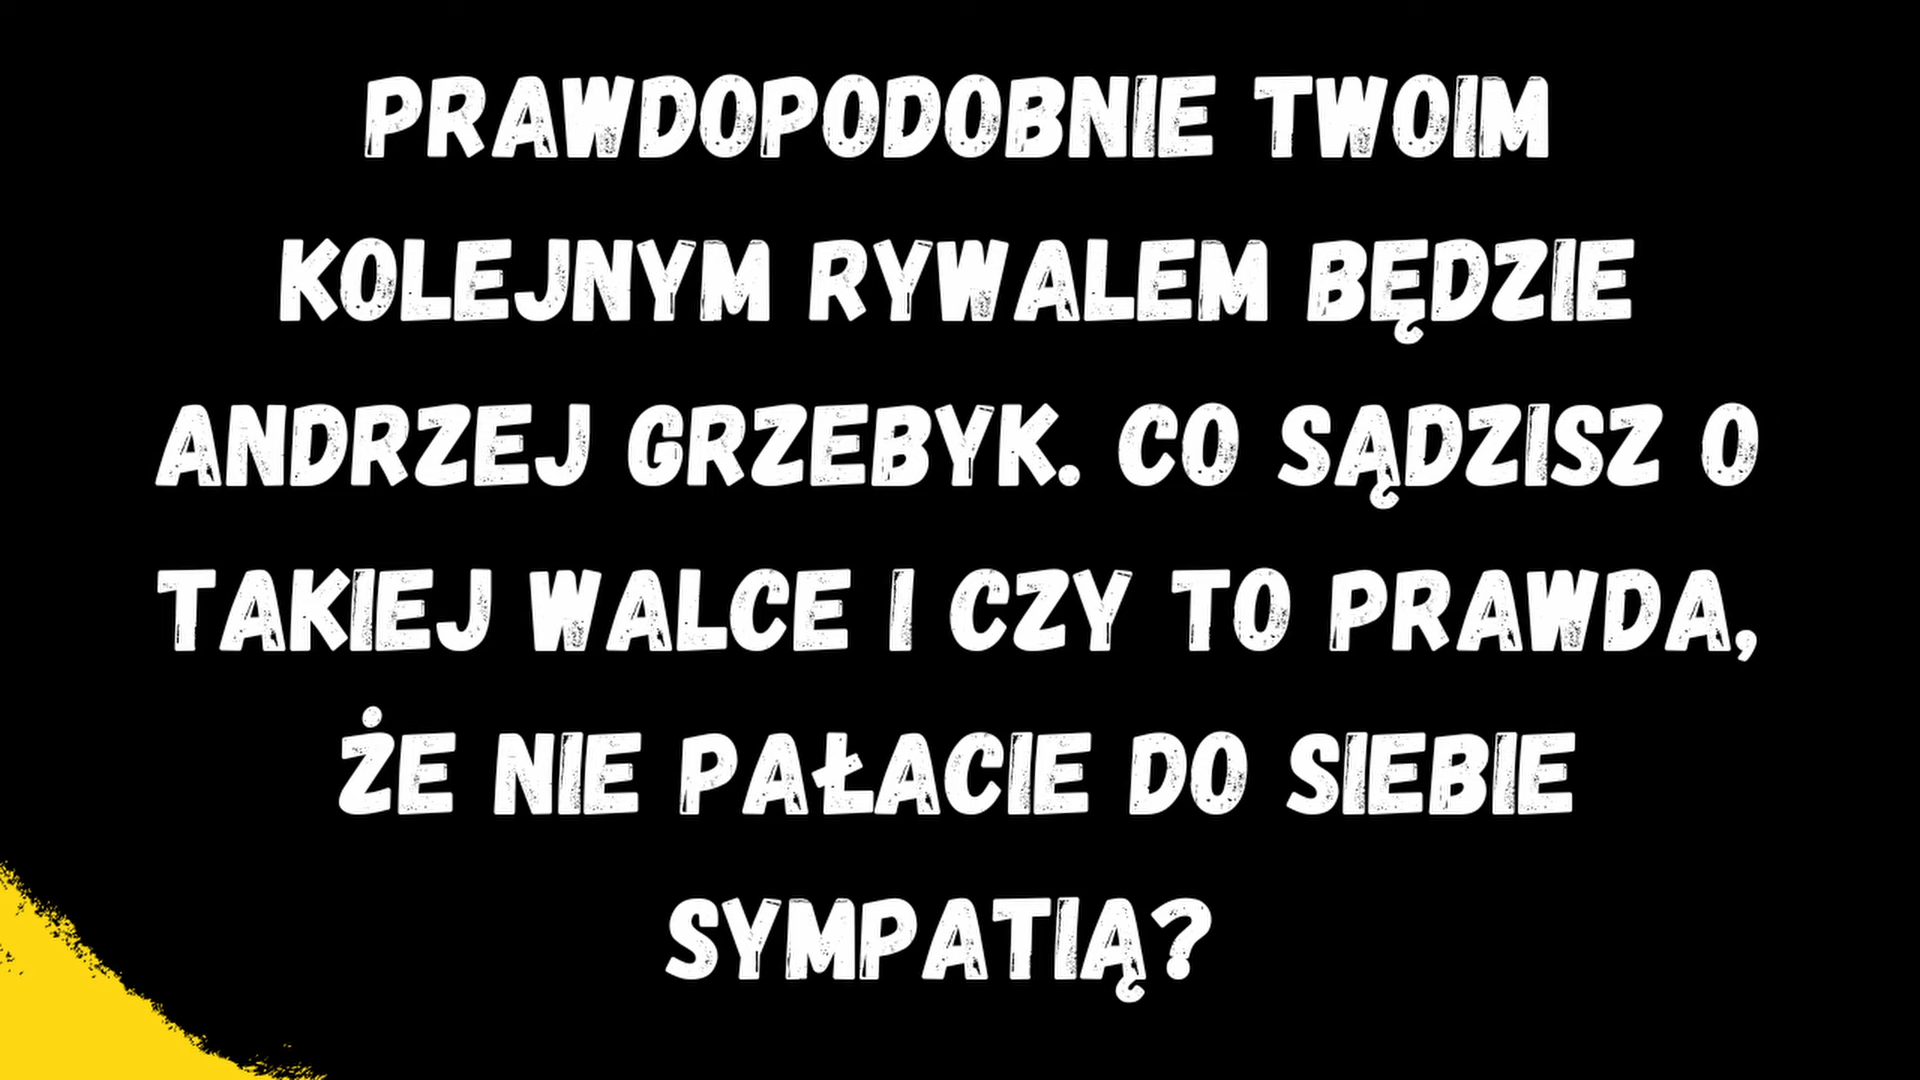 PRAWDOPODOBNIE TWOIM
KOLEJNYM RYWALEM BĘDZIE
ANDRZEJ GRZEBYK. CO SĄDZISZ O
TAKIEJ WALCE I CZY TO PRAWDA,
ŻE NIE PAŁACIE DO SIEBIE
SYMPATIĄ?